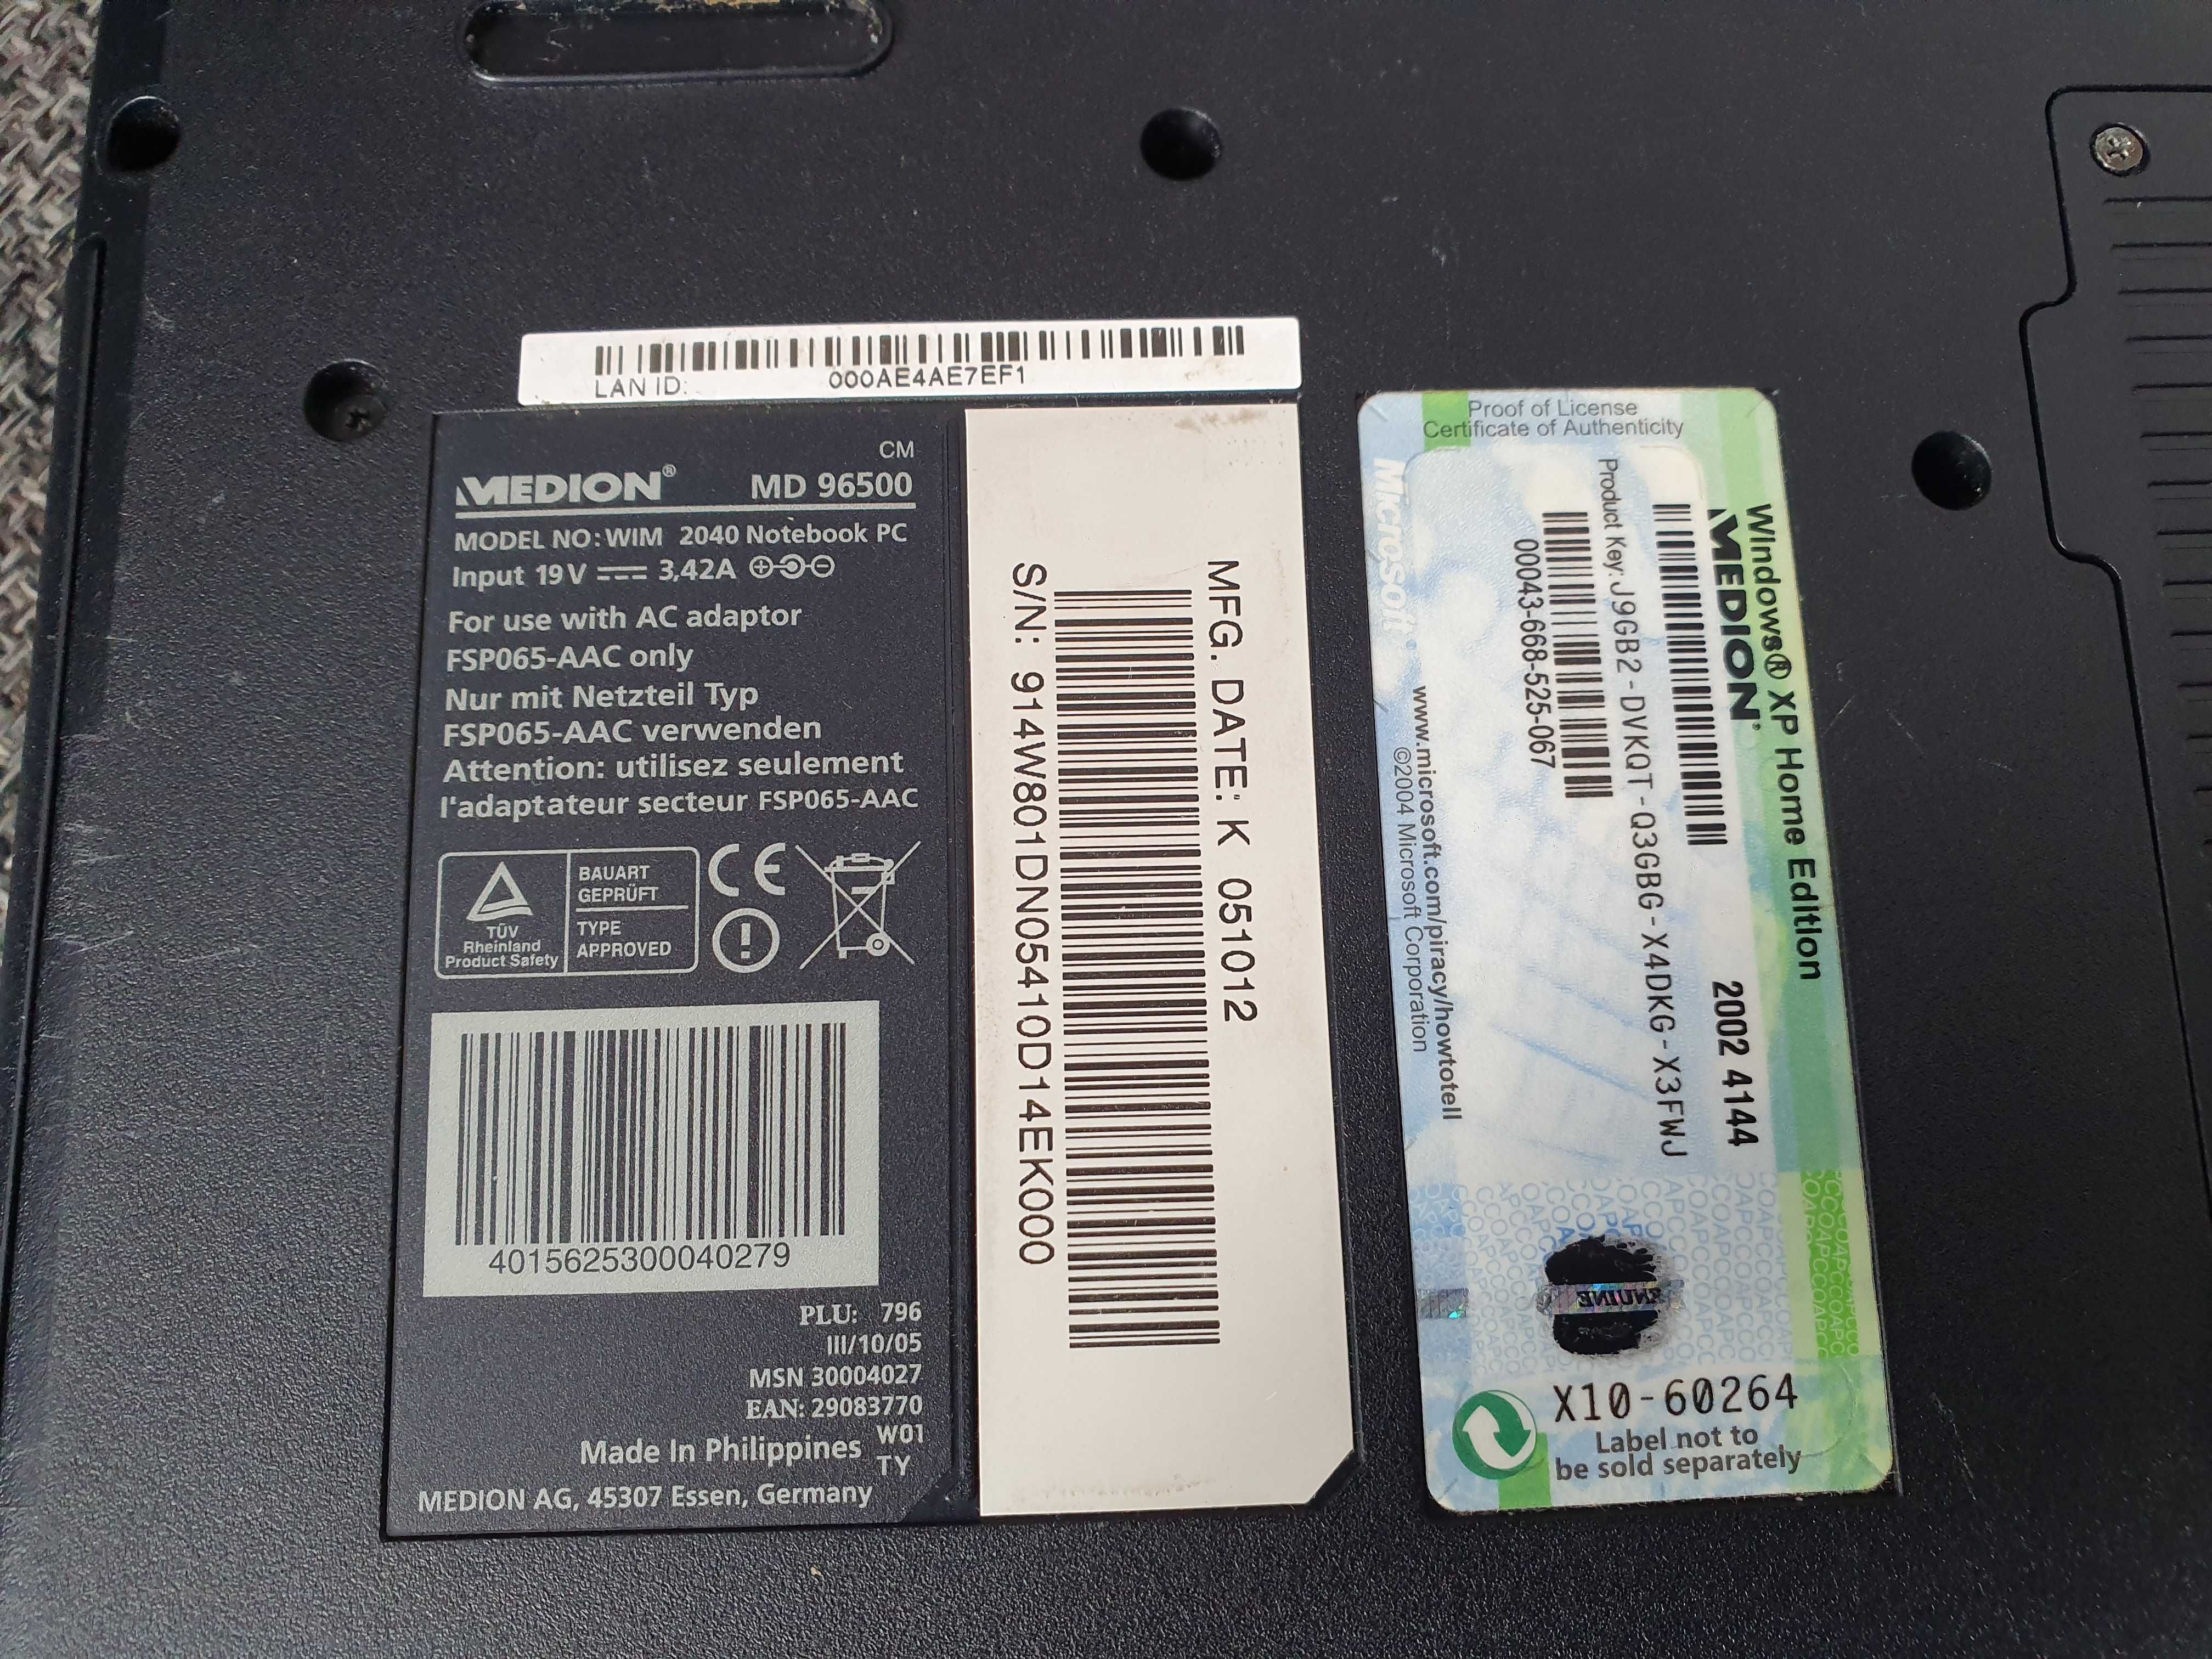 LAN ID: 000AE4AE7EF1
CM
MEDION® MD 96500
MODEL NO: WIM 2040 Notebook PC
Input 19V 3,42A
For use with AC adaptor
FSP065-AAC only
Nur mit Netzteil Typ
FSP065-AAC verwenden
Attention: utilisez seulement
l'adaptateur secteur FSP065-AAC
TÜV
Rheinland
Product Safety
BAUART
GEPRÜFT
TYPE
APPROVED
CE
4015625300040279
PLU: 796
III/10/05
MSN 30004027
EAN: 29083770
Made In Philippines W01
TY
MEDION AG, 45307 Essen, Germany
MFG. DATE: K 051012
S/N: 914W801DN05410D14EK000
Proof of License
Certificate of Authenticity
Windows® XP Home Edition
MEDION® 2002 4144
Product Key: J9GB2-DVKQT-Q3GBG-X4DKG-X3FWJ
00043-668-525-067
www.microsoft.com/piracy/howtotell
©2004 Microsoft Corporation
Microsoft®
GENUINE
X10-60264
Label not to
be sold separately